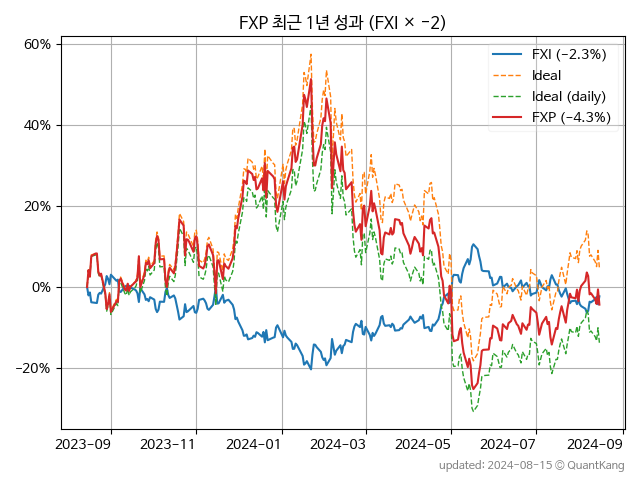 FXP 최근 1년 성과 (FXI × −2)
60%
40%
20%
0%
−20%
FXI (−2.3%)
Ideal
Ideal (daily)
FXP (−4.3%)
2023−09
2023−11
2024−01
2024−03
2024−05
2024−07
2024−09
updated: 2024−08−15 © QuantKang